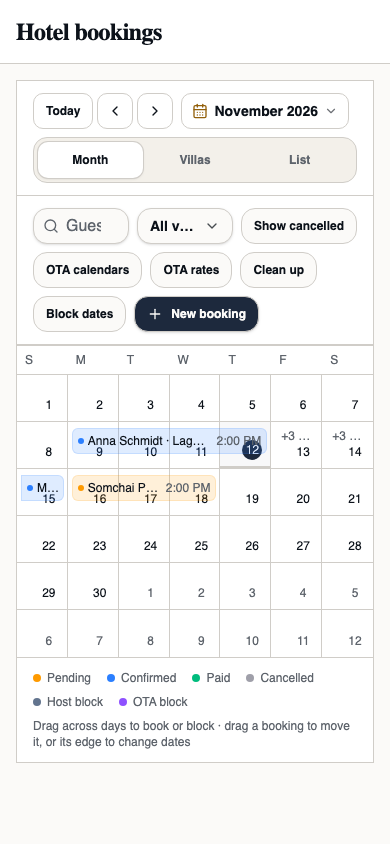 Hotel bookings
Today
November 2026
Month Villas List
Gues
All v...
Show cancelled
OTA calendars OTA rates Clean up
Block dates New booking
S M T W T F S
1 2 3 4 5 6 7
Anna Schmidt · Lag... 2:00 PM +3 ... +3 ...
8 9 10 11 12 13 14
M... Somchai P... 2:00 PM
15 16 17 18 19 20 21
22 23 24 25 26 27 28
29 30 1 2 3 4 5
6 7 8 9 10 11 12
Pending Confirmed Paid Cancelled
Host block OTA block
Drag across days to book or block · drag a booking to move
it, or its edge to change dates